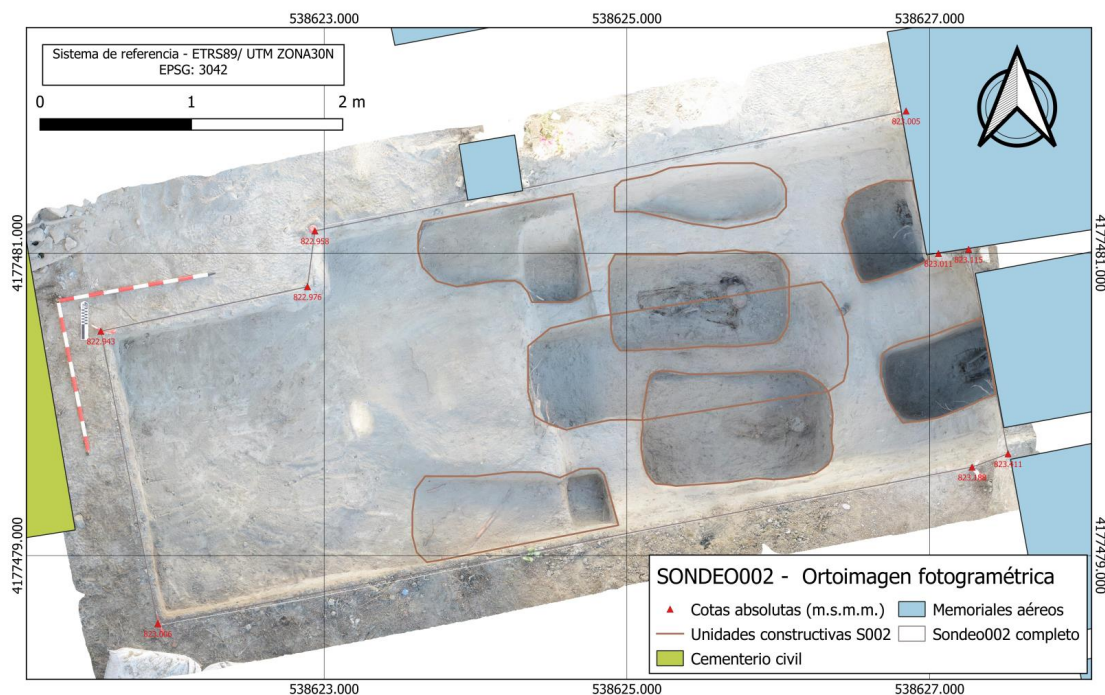 538623.000
538625.000
538627.000
Sistema de referencia - ETRS89/ UTM ZONA30N
EPSG: 3042
0
1
2 m
823.005
822.958
4177481.000
4177481.000
823.011
823.115
822.976
822.943
823.411
823.188
4177479.000
4177479.000
823.006
SONDEO002 - Ortoimagen fotogramétrica
Cotas absolutas (m.s.m.m.)
Memoriales aéreos
Unidades constructivas S002
Sondeo002 completo
Cementerio civil
538623.000
538625.000
538627.000